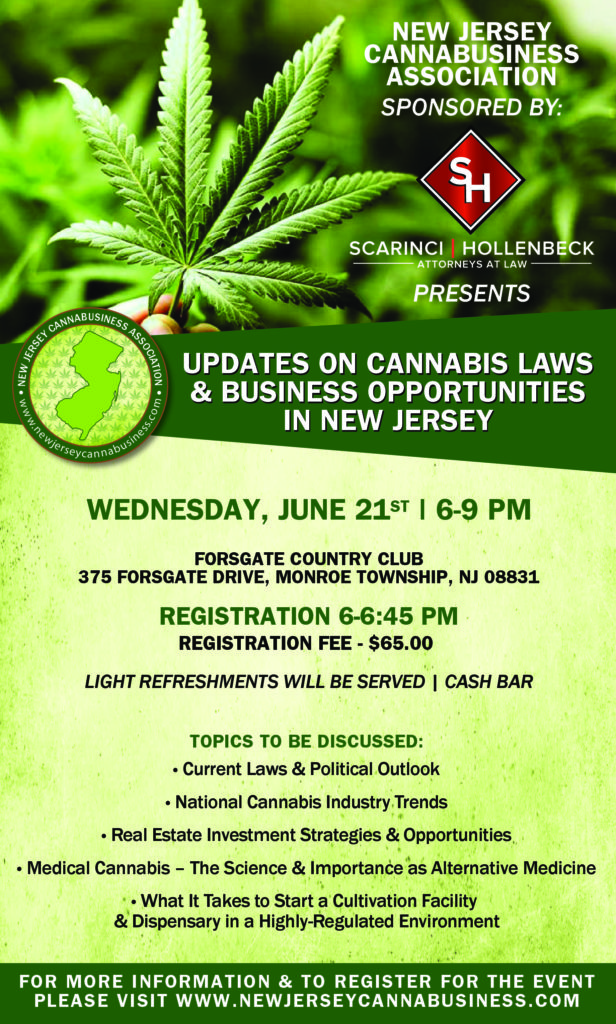 NEW JERSEY
CANNABUSINESS
ASSOCIATION
SPONSORED BY:
SH
SCARINCI | HOLLENBECK
ATTORNEYS AT LAW
PRESENTS
• NEW JERSEY CANNABUSINESS ASSOCIATION •
www.newjerseycannabusiness.com
UPDATES ON CANNABIS LAWS
& BUSINESS OPPORTUNITIES
IN NEW JERSEY
WEDNESDAY, JUNE 21ST | 6-9 PM
FORSGATE COUNTRY CLUB
375 FORSGATE DRIVE, MONROE TOWNSHIP, NJ 08831
REGISTRATION 6-6:45 PM
REGISTRATION FEE - $65.00
LIGHT REFRESHMENTS WILL BE SERVED | CASH BAR
TOPICS TO BE DISCUSSED:
• Current Laws & Political Outlook
• National Cannabis Industry Trends
• Real Estate Investment Strategies & Opportunities
• Medical Cannabis – The Science & Importance as Alternative Medicine
• What It Takes to Start a Cultivation Facility
& Dispensary in a Highly-Regulated Environment
FOR MORE INFORMATION & TO REGISTER FOR THE EVENT
PLEASE VISIT WWW.NEWJERSEYCANNABUSINESS.COM